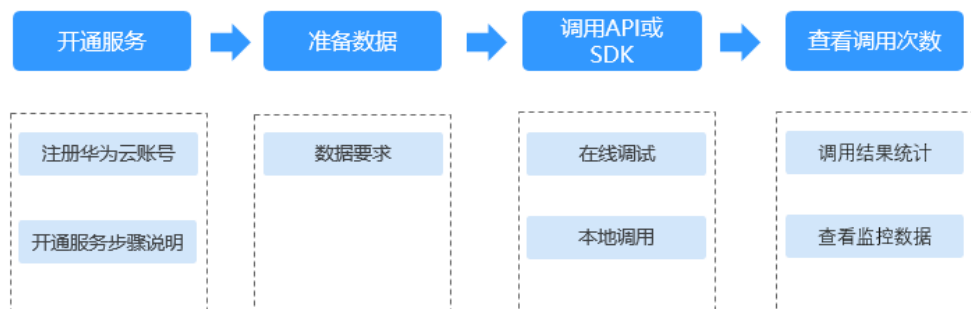 开通服务
准备数据
调用API或
SDK
查看调用次数
注册华为云账号
数据要求
在线调试
调用结果统计
开通服务步骤说明
本地调用
查看监控数据